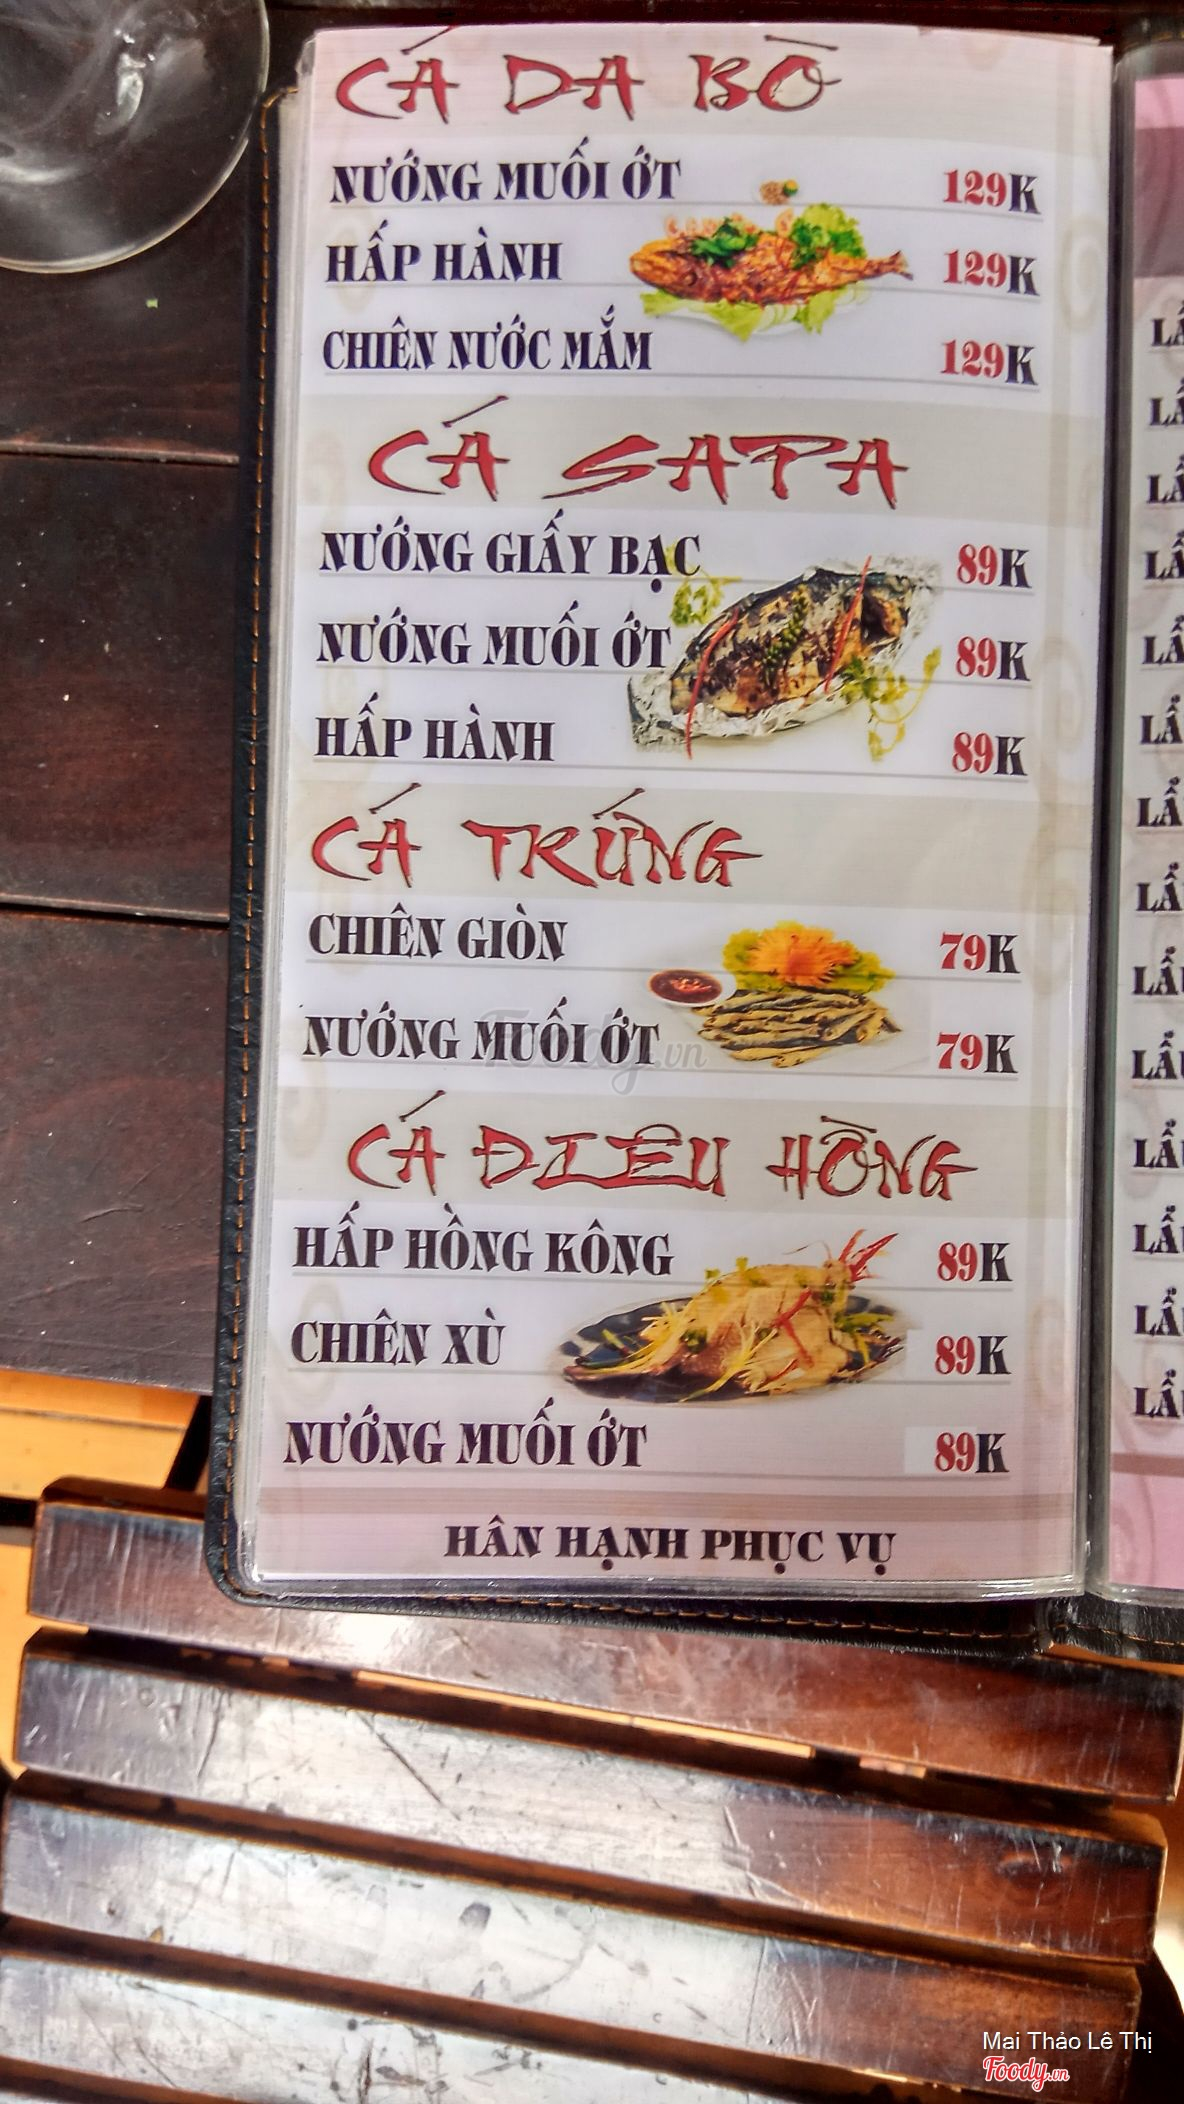 CÁ DA BÒ
NƯỚNG MUỐI ỚT 129K
HẤP HÀNH 129K
CHIÊN NƯỚC MẮM 129K
CÁ SAPA
NƯỚNG GIẤY BẠC 89K
NƯỚNG MUỐI ỚT 89K
HẤP HÀNH 89K
CÁ TRỨNG
CHIÊN GIÒN 79K
NƯỚNG MUỐI ỚT 79K
Foody.vn
CÁ DIÊU HỒNG
HẤP HỒNG KÔNG 89K
CHIÊN XÙ 89K
NƯỚNG MUỐI ỚT 89K
HÂN HẠNH PHỤC VỤ
Mai Thảo Lê Thị
Foody.vn